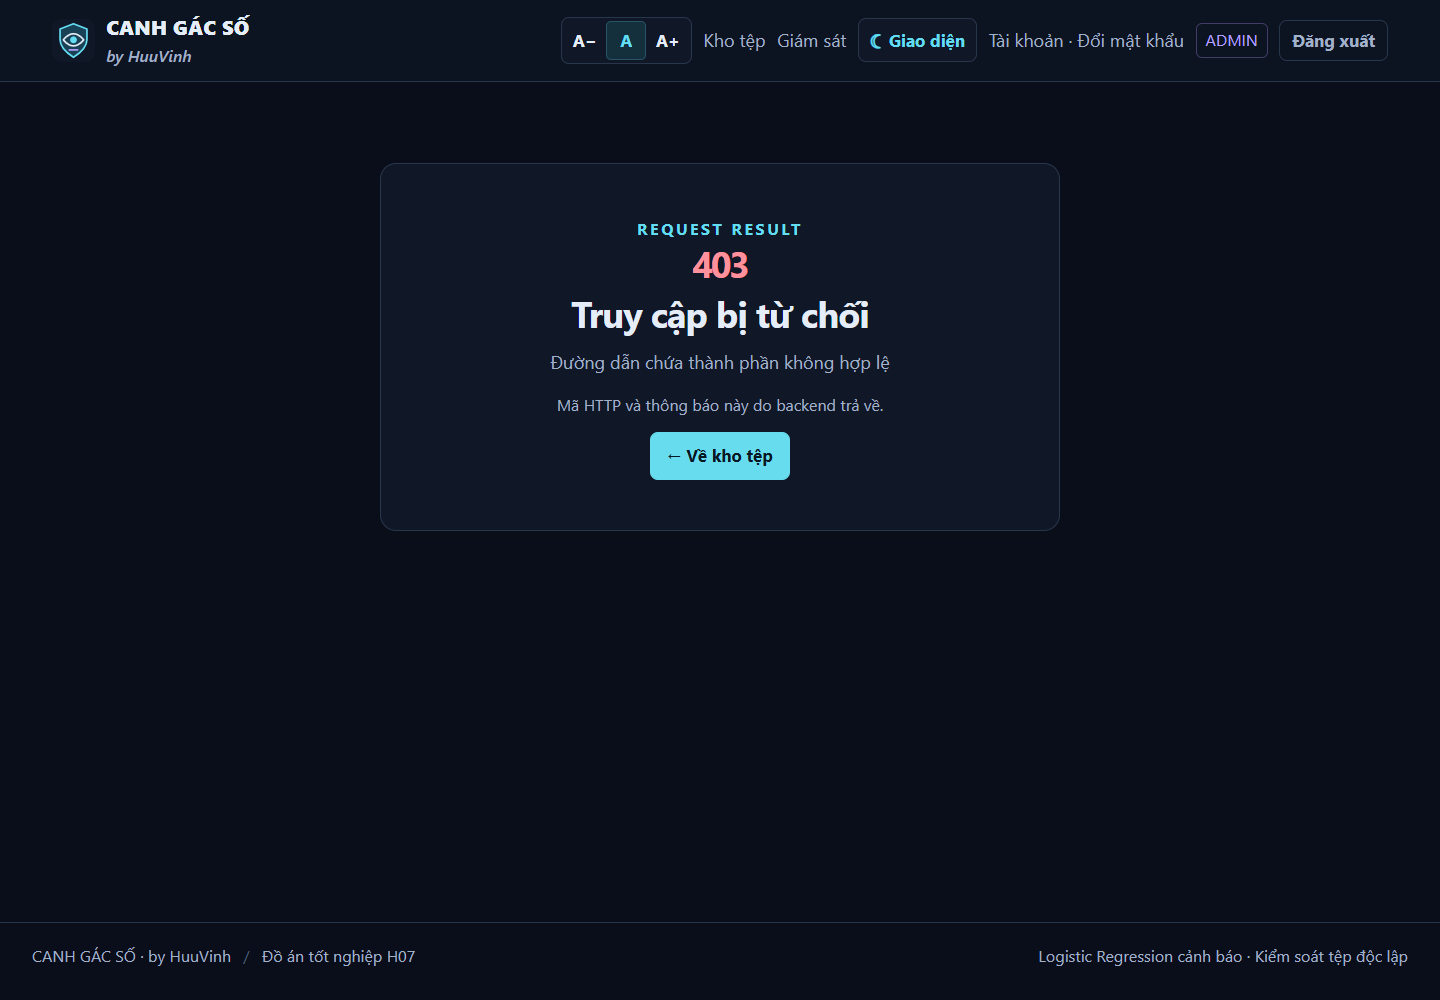 CANH GÁC SỐ
by HuuVinh
A− A A+ Kho tệp Giám sát ☾ Giao diện Tài khoản · Đổi mật khẩu ADMIN Đăng xuất
REQUEST RESULT
403
Truy cập bị từ chối
Đường dẫn chứa thành phần không hợp lệ
Mã HTTP và thông báo này do backend trả về.
← Về kho tệp
CANH GÁC SỐ · by HuuVinh / Đồ án tốt nghiệp H07
Logistic Regression cảnh báo · Kiểm soát tệp độc lập